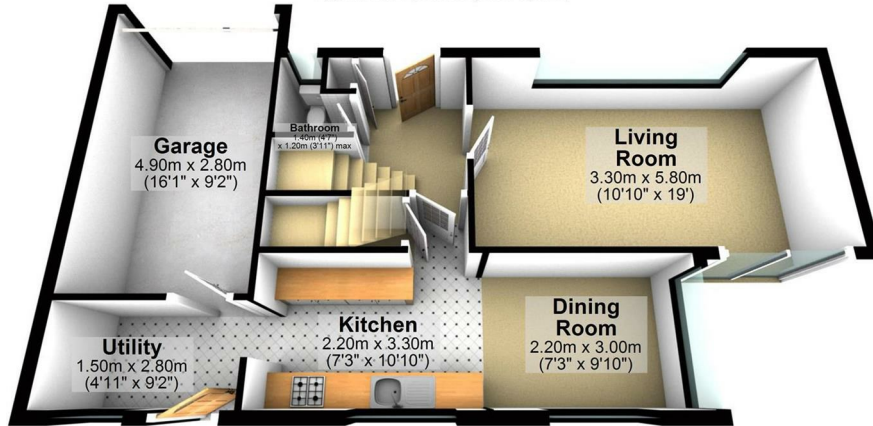 Garage
4.90m x 2.80m
(16'1" x 9'2")
Bathroom
1.40m (4'7")
x 1.20m (3'11") max
Living
Room
3.30m x 5.80m
(10'10" x 19')
Utility
1.50m x 2.80m
(4'11" x 9'2")
Kitchen
2.20m x 3.30m
(7'3" x 10'10")
Dining
Room
2.20m x 3.00m
(7'3" x 9'10")